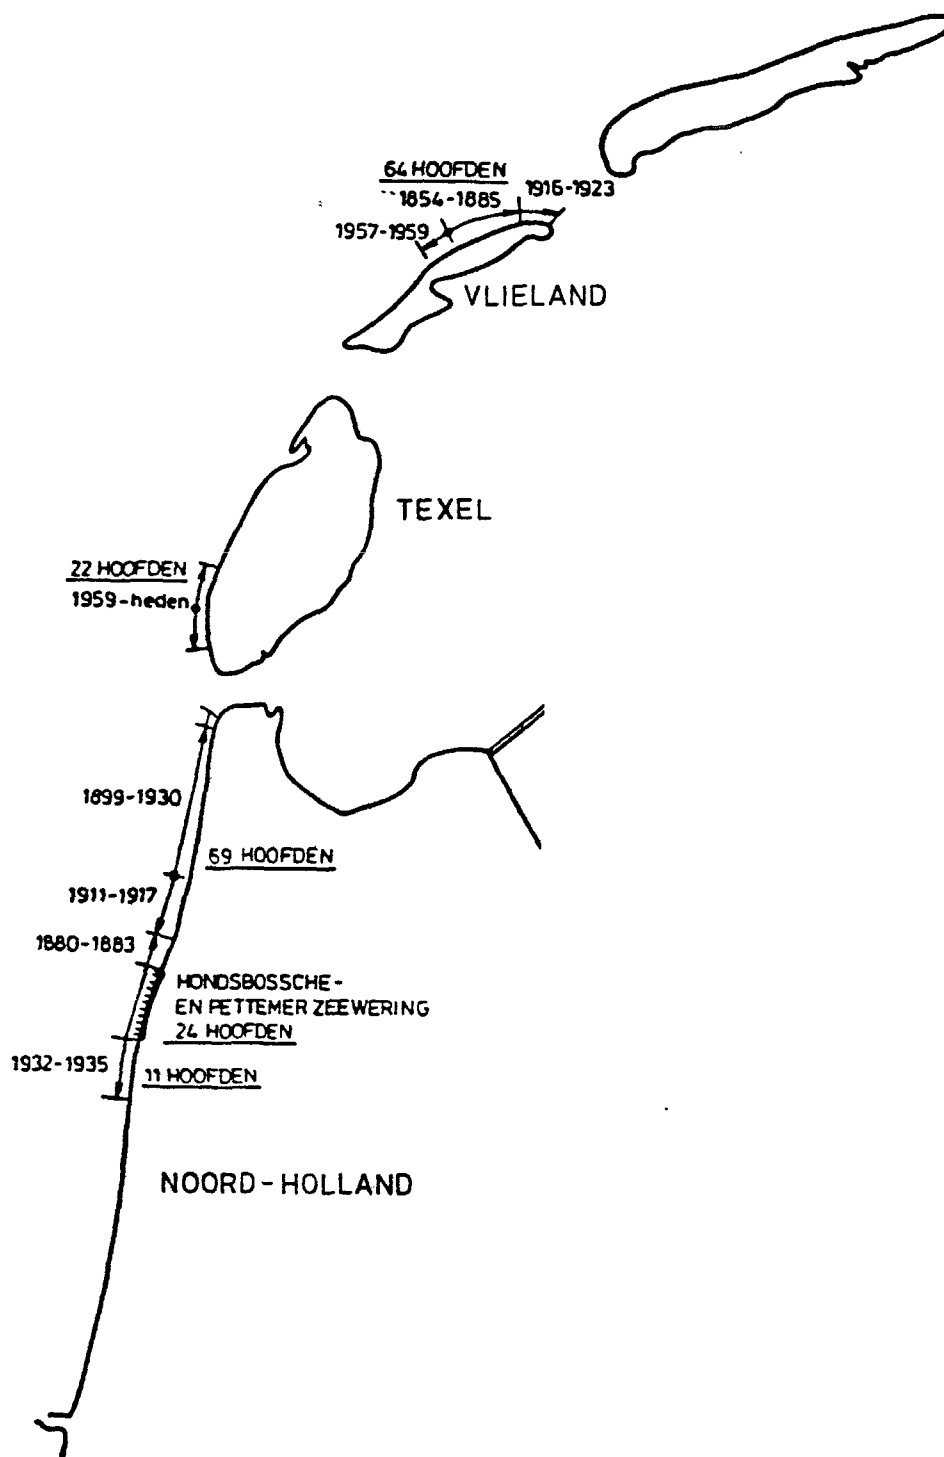 64 HOOFDEN
1854-1885
1916-1923
1957-1959
VLIELAND
TEXEL
22 HOOFDEN
1959-heden
1899-1930
69 HOOFDEN
1911-1917
1880-1883
HONDSBOSSCHE-
EN PETTEMER ZEEWERING
24 HOOFDEN
1932-1935
11 HOOFDEN
NOORD-HOLLAND